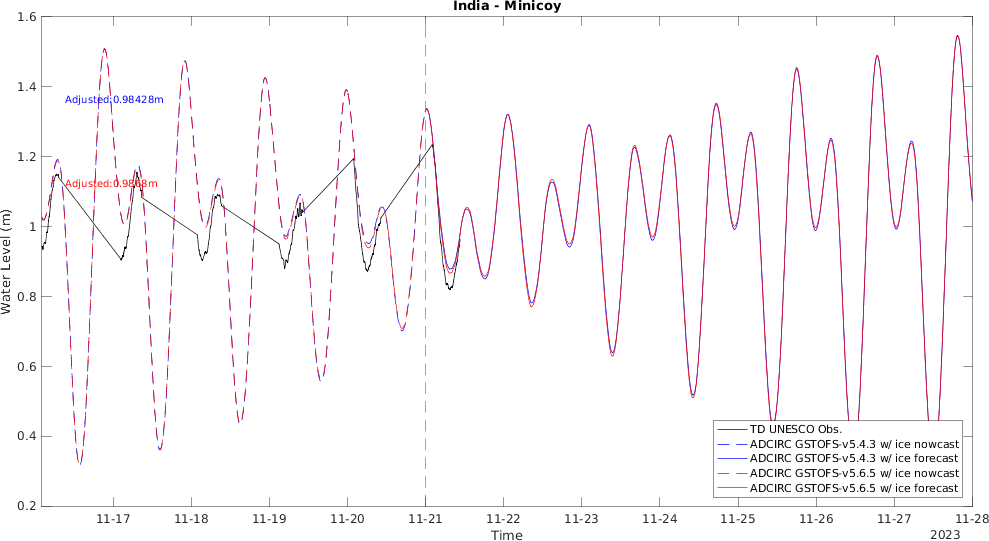 India - Minicoy
Water Level (m)
1.6
1.4
1.2
1
0.8
0.6
0.4
0.2
Adjusted:0.98428m
Adjusted:0.9868m
TD UNESCO Obs.
ADCIRC GSTOFS-v5.4.3 w/ ice nowcast
ADCIRC GSTOFS-v5.4.3 w/ ice forecast
ADCIRC GSTOFS-v5.6.5 w/ ice nowcast
ADCIRC GSTOFS-v5.6.5 w/ ice forecast
11-17 11-18 11-19 11-20 11-21 11-22 11-23 11-24 11-25 11-26 11-27 11-28
Time
2023